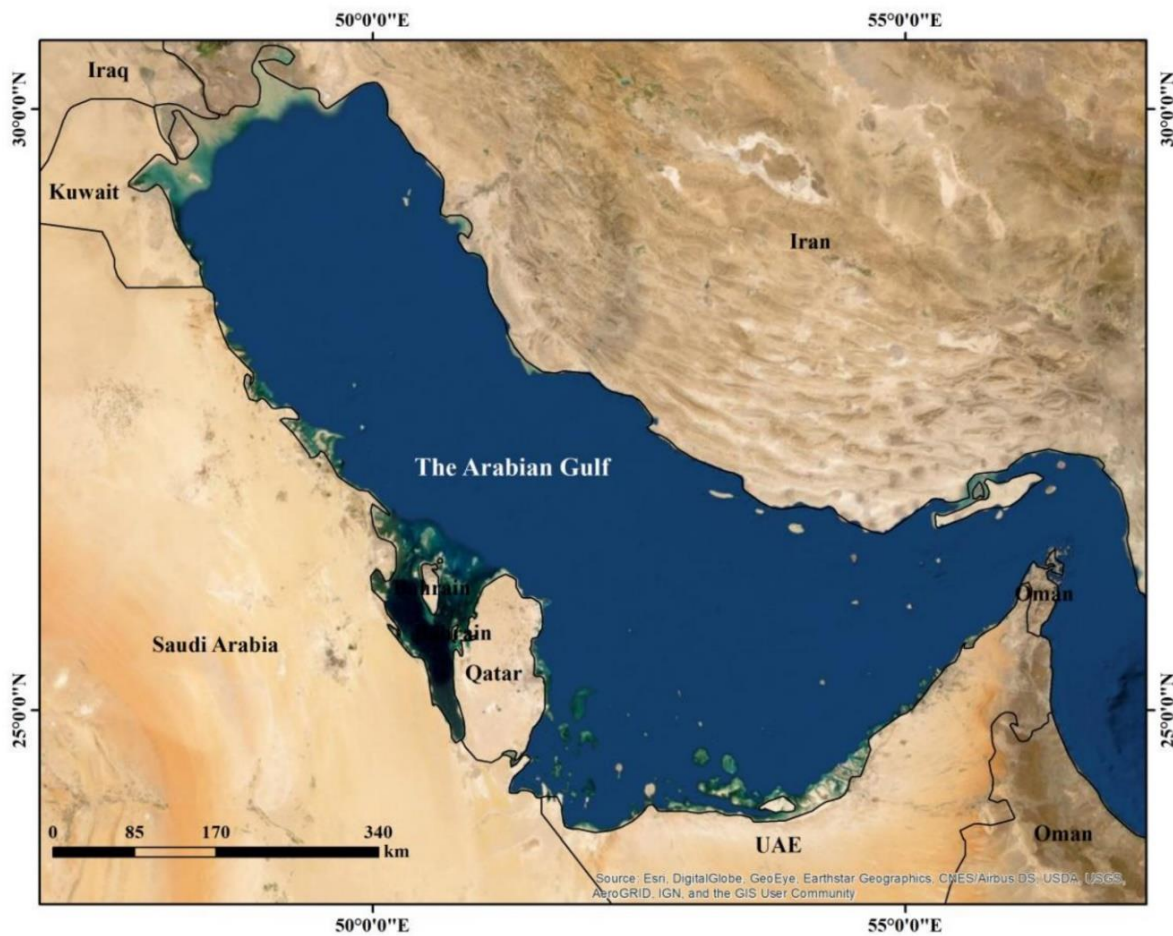 50°0'0"E 55°0'0"E
Iraq
30°0'0"N 30°0'0"N
Kuwait
Iran
The Arabian Gulf
Bahrain
Oman
Bahrain
Saudi Arabia
Qatar
25°0'0"N 25°0'0"N
0 85 170 340
km
UAE
Oman
Source: Esri, DigitalGlobe, GeoEye, Earthstar Geographics, CNES/Airbus DS, USDA, USGS,
AeroGRID, IGN, and the GIS User Community
50°0'0"E 55°0'0"E